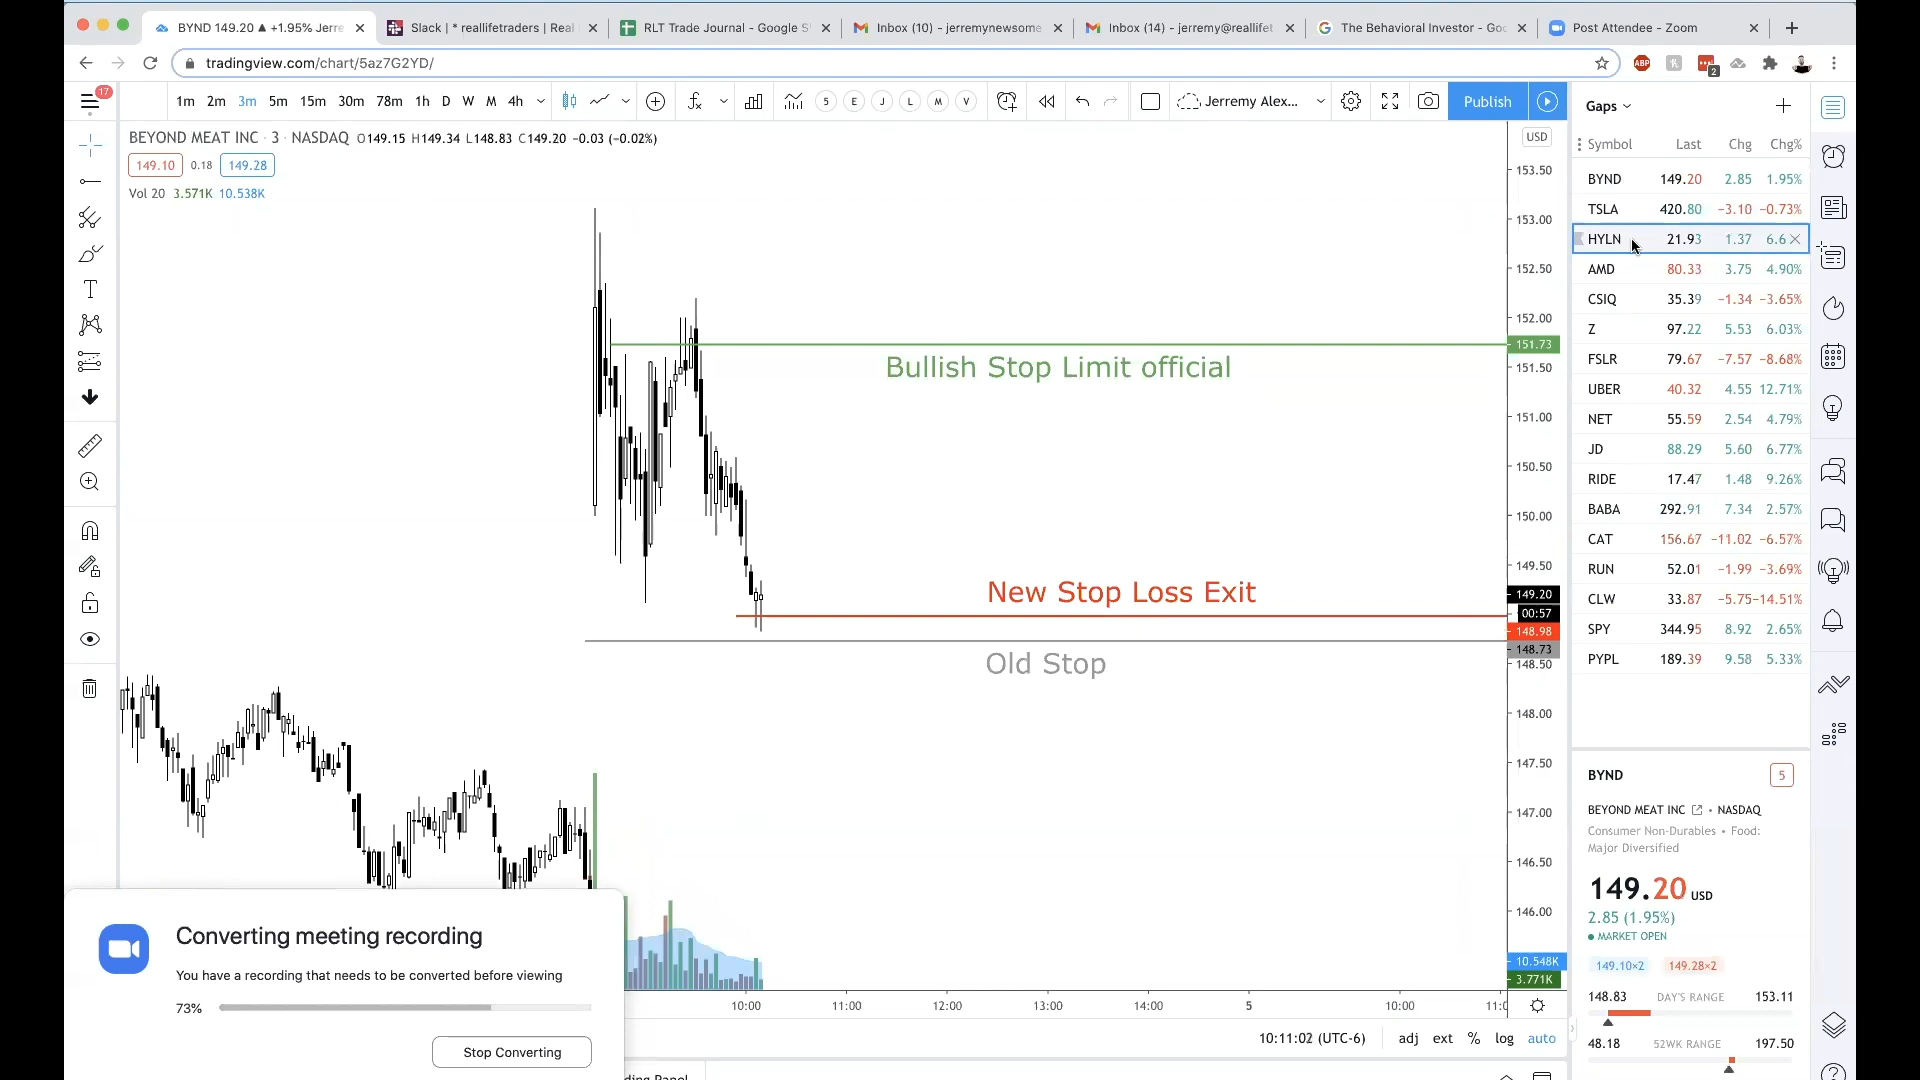 BYND 149.20 ▲ +1.95% Jerre
Slack | * reallifetraders | Real
RLT Trade Journal - Google S
Inbox (10) - jerremynewsome
Inbox (14) - jerremy@reallifet
The Behavioral Investor - Goo
Post Attendee - Zoom
tradingview.com/chart/5az7G2YD/
ABP
2
17
1m 2m 3m 5m 15m 30m 78m 1h D W M 4h
S E J L M V
Jerremy Alex...
Publish
BEYOND MEAT INC · 3 · NASDAQ O149.15 H149.34 L148.83 C149.20 −0.03 (−0.02%)
149.10 0.18 149.28
Vol 20 3.571K 10.538K
USD
153.50
153.00
152.50
152.00
151.73
151.50
151.00
150.50
150.00
149.50
149.20
00:57
148.98
148.73
148.50
148.00
147.50
147.00
146.50
146.00
10.548K
3.771K
Bullish Stop Limit official
New Stop Loss Exit
Old Stop
10:00 11:00 12:00 13:00 14:00 5 10:00 11:0
10:11:02 (UTC-6) adj ext % log auto
Converting meeting recording
You have a recording that needs to be converted before viewing
73%
Stop Converting
ding Panel
Gaps
Symbol Last Chg Chg%
BYND 149.20 2.85 1.95%
TSLA 420.80 −3.10 −0.73%
HYLN 21.93 1.37 6.6
AMD 80.33 3.75 4.90%
CSIQ 35.39 −1.34 −3.65%
Z 97.22 5.53 6.03%
FSLR 79.67 −7.57 −8.68%
UBER 40.32 4.55 12.71%
NET 55.59 2.54 4.79%
JD 88.29 5.60 6.77%
RIDE 17.47 1.48 9.26%
BABA 292.91 7.34 2.57%
CAT 156.67 −11.02 −6.57%
RUN 52.01 −1.99 −3.69%
CLW 33.87 −5.75 −14.51%
SPY 344.95 8.92 2.65%
PYPL 189.39 9.58 5.33%
BYND 5
BEYOND MEAT INC • NASDAQ
Consumer Non-Durables • Food:
Major Diversified
149.20 USD
2.85 (1.95%)
● MARKET OPEN
149.10×2 149.28×2
148.83 DAY'S RANGE 153.11
48.18 52WK RANGE 197.50